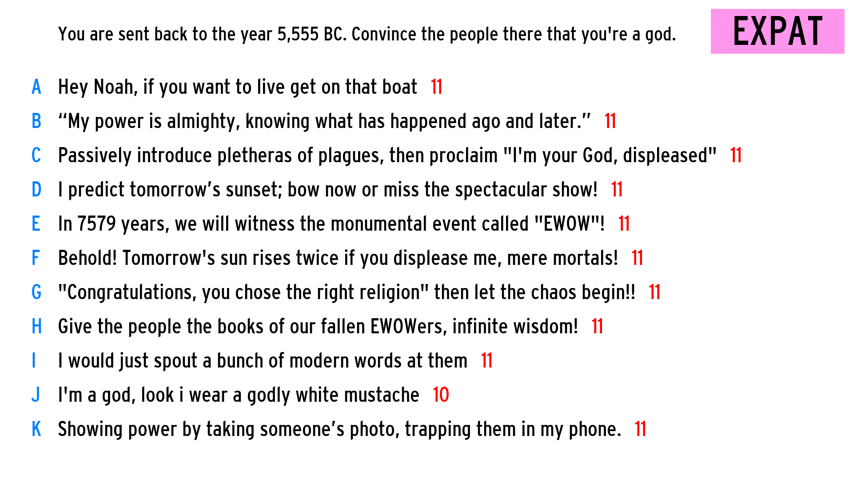 You are sent back to the year 5,555 BC. Convince the people there that you're a god.
EXPAT
A Hey Noah, if you want to live get on that boat 11
B “My power is almighty, knowing what has happened ago and later.” 11
C Passively introduce pletheras of plagues, then proclaim "I'm your God, displeased" 11
D I predict tomorrow’s sunset; bow now or miss the spectacular show! 11
E In 7579 years, we will witness the monumental event called "EWOW"! 11
F Behold! Tomorrow's sun rises twice if you displease me, mere mortals! 11
G "Congratulations, you chose the right religion" then let the chaos begin!! 11
H Give the people the books of our fallen EWOWers, infinite wisdom! 11
I I would just spout a bunch of modern words at them 11
J I'm a god, look i wear a godly white mustache 10
K Showing power by taking someone’s photo, trapping them in my phone. 11